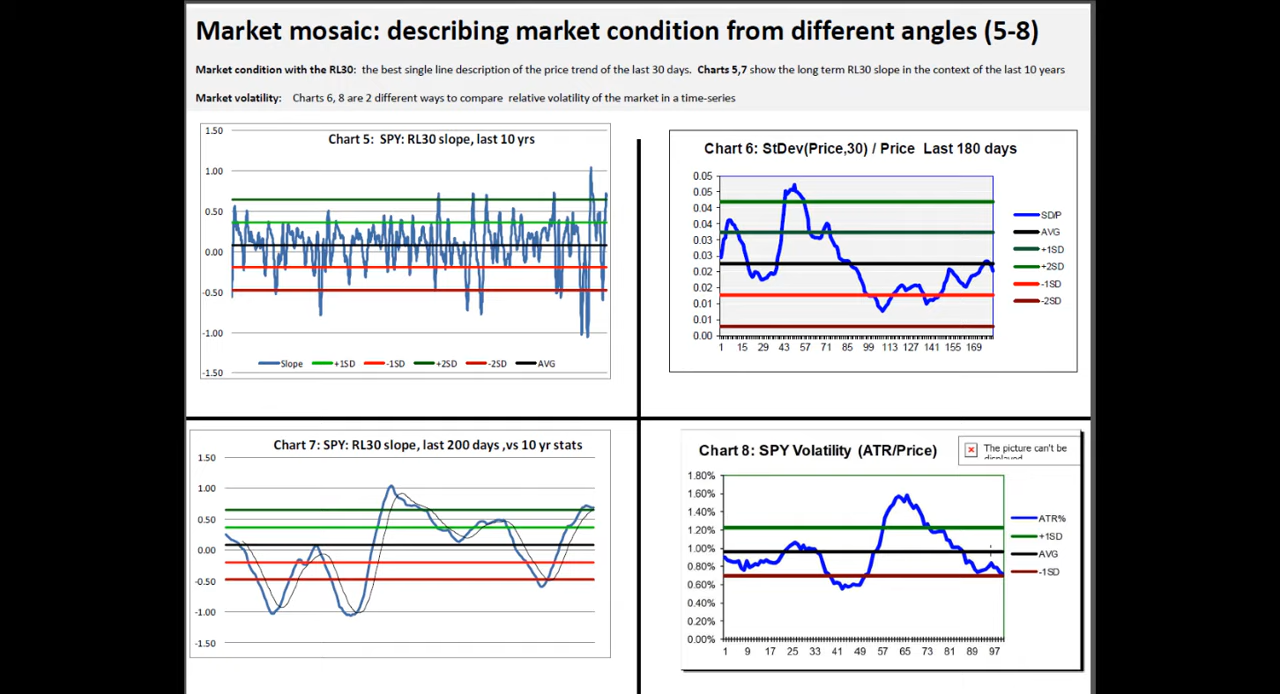 Market mosaic: describing market condition from different angles (5-8)
Market condition with the RL30: the best single line description of the price trend of the last 30 days. Charts 5,7 show the long term RL30 slope in the context of the last 10 years
Market volatility: Charts 6, 8 are 2 different ways to compare relative volatility of the market in a time-series
Chart 5: SPY: RL30 slope, last 10 yrs
1.50
1.00
0.50
0.00
-0.50
-1.00
-1.50
Slope +1SD -1SD +2SD -2SD AVG
Chart 6: StDev(Price,30) / Price Last 180 days
0.05
0.05
0.04
0.04
0.03
0.03
0.02
0.02
0.01
0.01
0.00
1 15 29 43 57 71 85 99 113 127 141 155 169
SD/P
AVG
+1SD
+2SD
-1SD
-2SD
Chart 7: SPY: RL30 slope, last 200 days ,vs 10 yr stats
1.50
1.00
0.50
0.00
-0.50
-1.00
-1.50
Chart 8: SPY Volatility (ATR/Price)
The picture can't be
displayed
1.80%
1.60%
1.40%
1.20%
1.00%
0.80%
0.60%
0.40%
0.20%
0.00%
1 9 17 25 33 41 49 57 65 73 81 89 97
ATR%
+1SD
AVG
-1SD